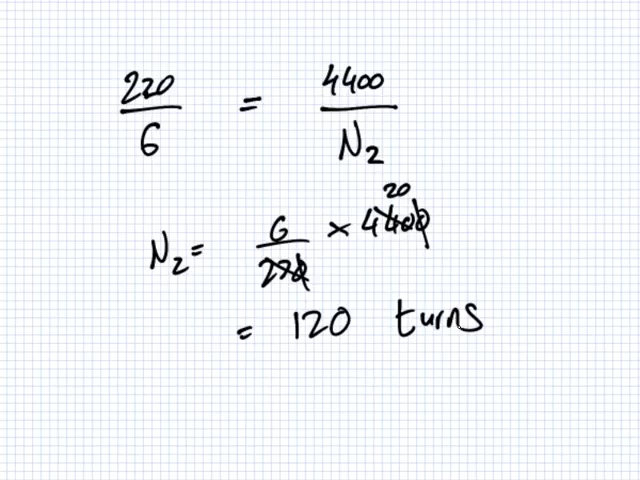 220/6 = 4400/N₂
N₂ = 6/220 × 4400 20
= 120 turns